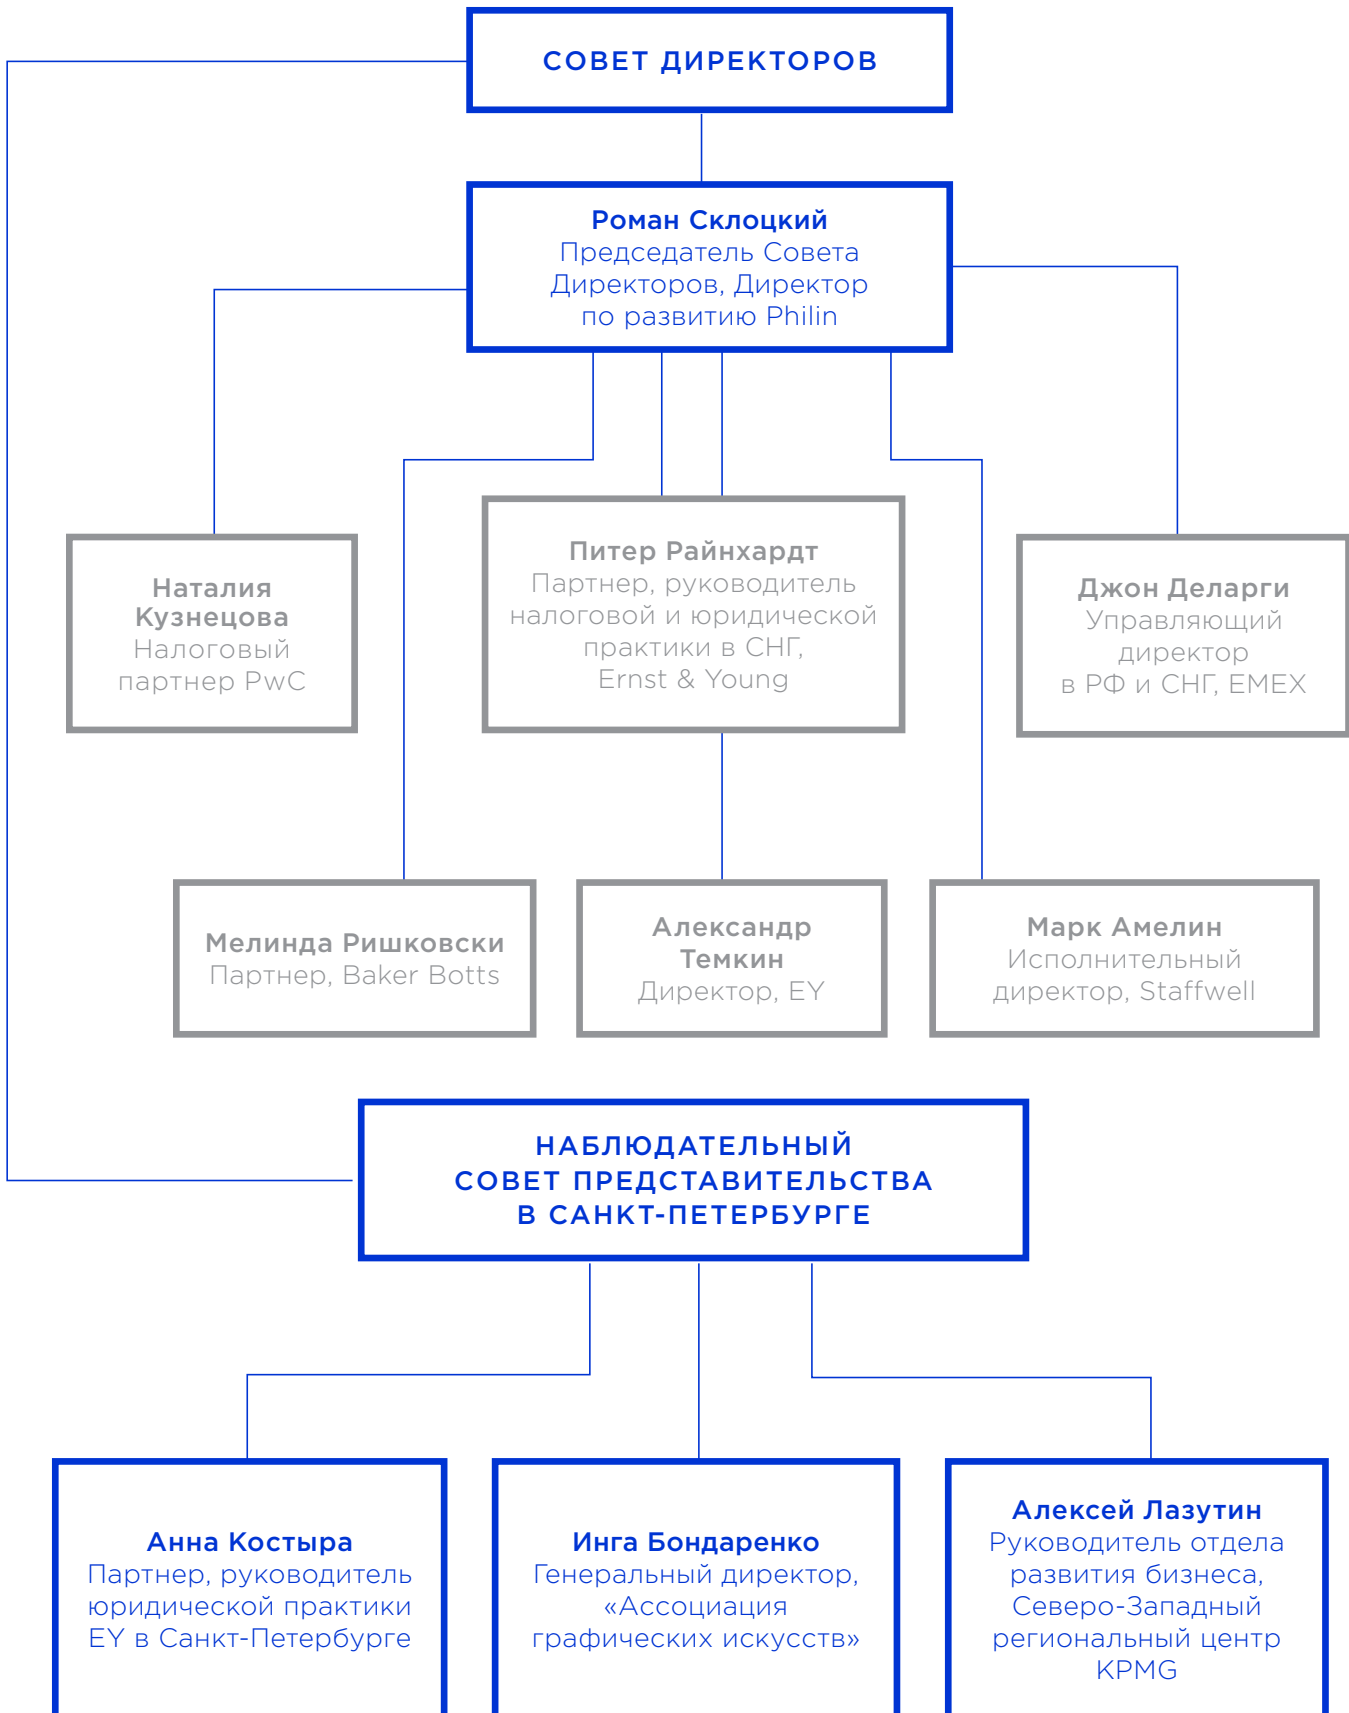 СОВЕТ ДИРЕКТОРОВ
Роман Склоцкий
Председатель Совета
Директоров, Директор
по развитию Philin
Наталия
Кузнецова
Налоговый
партнер PwC
Питер Райнхардт
Партнер, руководитель
налоговой и юридической
практики в СНГ,
Ernst & Young
Джон Деларги
Управляющий
директор
в РФ и СНГ, EMEX
Мелинда Ришковски
Партнер, Baker Botts
Александр
Темкин
Директор, EY
Марк Амелин
Исполнительный
директор, Staffwell
НАБЛЮДАТЕЛЬНЫЙ
СОВЕТ ПРЕДСТАВИТЕЛЬСТВА
В САНКТ-ПЕТЕРБУРГЕ
Анна Костыра
Партнер, руководитель
юридической практики
EY в Санкт-Петербурге
Инга Бондаренко
Генеральный директор,
«Ассоциация
графических искусств»
Алексей Лазутин
Руководитель отдела
развития бизнеса,
Северо-Западный
региональный центр
KPMG